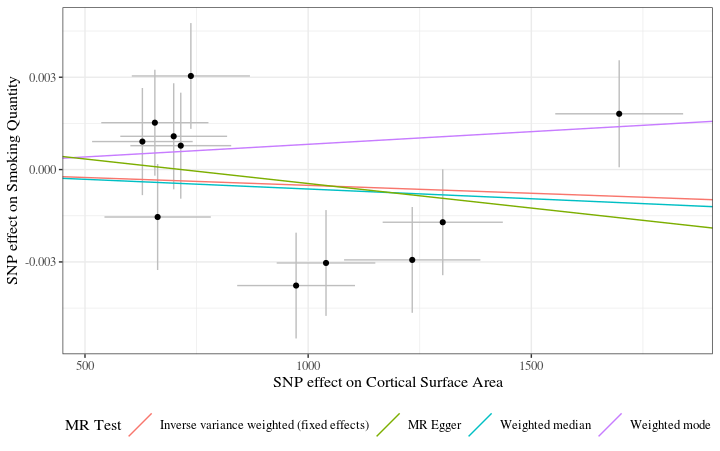 SNP effect on Smoking Quantity
0.003
0.000
-0.003
500
1000
1500
SNP effect on Cortical Surface Area
MR Test
Inverse variance weighted (fixed effects)
MR Egger
Weighted median
Weighted mode